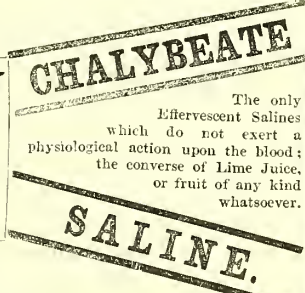 CHALYBEATE
The only
Effervescent Salines
which do not exert a
physiological action upon the blood;
the converse of Lime Juice,
or fruit of any kind
whatsoever.
SALINE.